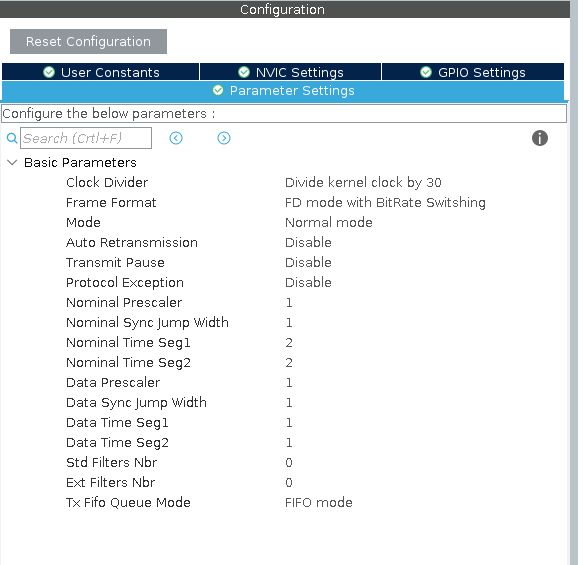 Configuration
Reset Configuration
User Constants NVIC Settings GPIO Settings
Parameter Settings
Configure the below parameters :
Search (Crtl+F)
Basic Parameters
Clock Divider Divide kernel clock by 30
Frame Format FD mode with BitRate Switshing
Mode Normal mode
Auto Retransmission Disable
Transmit Pause Disable
Protocol Exception Disable
Nominal Prescaler 1
Nominal Sync Jump Width 1
Nominal Time Seg1 2
Nominal Time Seg2 2
Data Prescaler 1
Data Sync Jump Width 1
Data Time Seg1 1
Data Time Seg2 1
Std Filters Nbr 0
Ext Filters Nbr 0
Tx Fifo Queue Mode FIFO mode